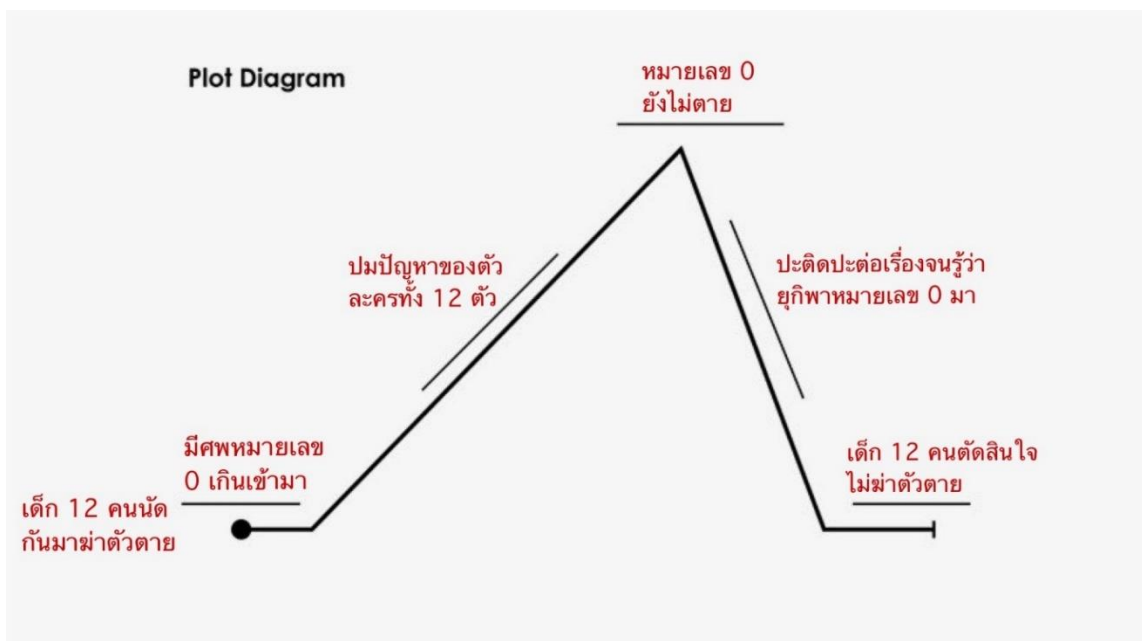 Plot Diagram
หมายเลข 0
ยังไม่ตาย
ปมปัญหาของตัว
ละครทั้ง 12 ตัว
ปะติดปะต่อเรื่องจนรู้ว่า
ยุกิพาหมายเลข 0 มา
มีศพหมายเลข
0 เกินเข้ามา
เด็ก 12 คนนัด
กันมาฆ่าตัวตาย
เด็ก 12 คนตัดสินใจ
ไม่ฆ่าตัวตาย